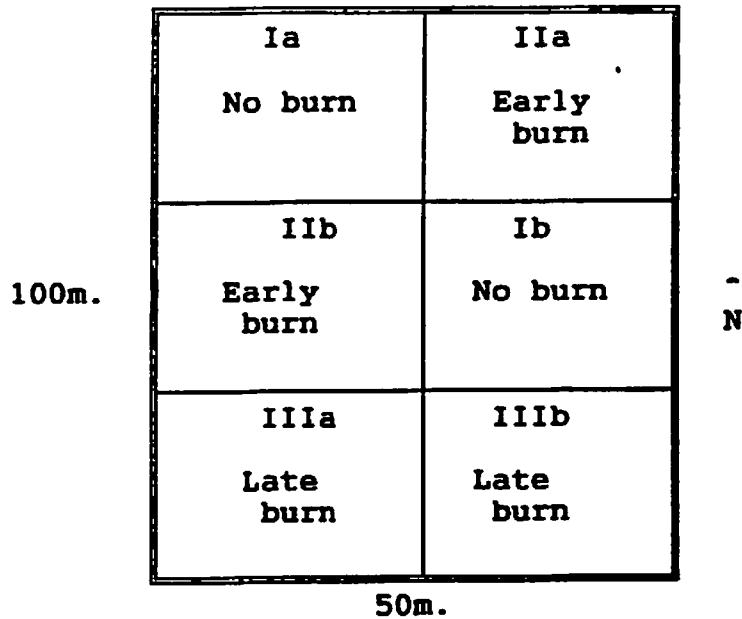 Ia
No burn
IIa
Early
burn
IIb
Early
burn
Ib
No burn
100m.
N
IIIa
Late
burn
IIIb
Late
burn
50m.